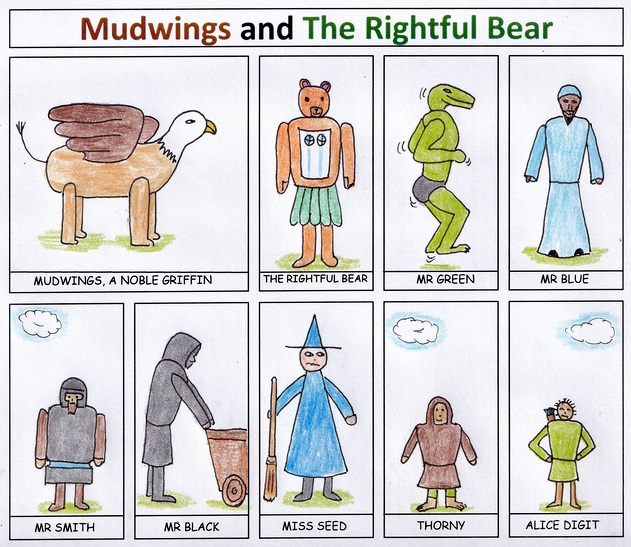 Mudwings and The Rightful Bear
MUDWINGS, A NOBLE GRIFFIN
THE RIGHTFUL BEAR
MR GREEN
MR BLUE
MR SMITH
MR BLACK
MISS SEED
THORNY
ALICE DIGIT